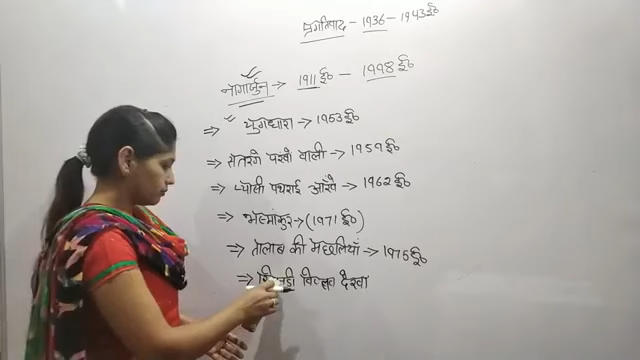 प्रगतिवाद - 1936 - 1943 ई०
नागार्जुन → 1911 ई० - 1998 ई०
⇒ युगधारा → 1953 ई०
⇒ सतरंगे पंखों वाली → 1959 ई०
⇒ प्यासी पथराई आँखें → 1962 ई०
⇒ भस्मांकुर → (1971 ई०)
⇒ तालाब की मछलियां → 1975 ई०
⇒ विप्लव देखा